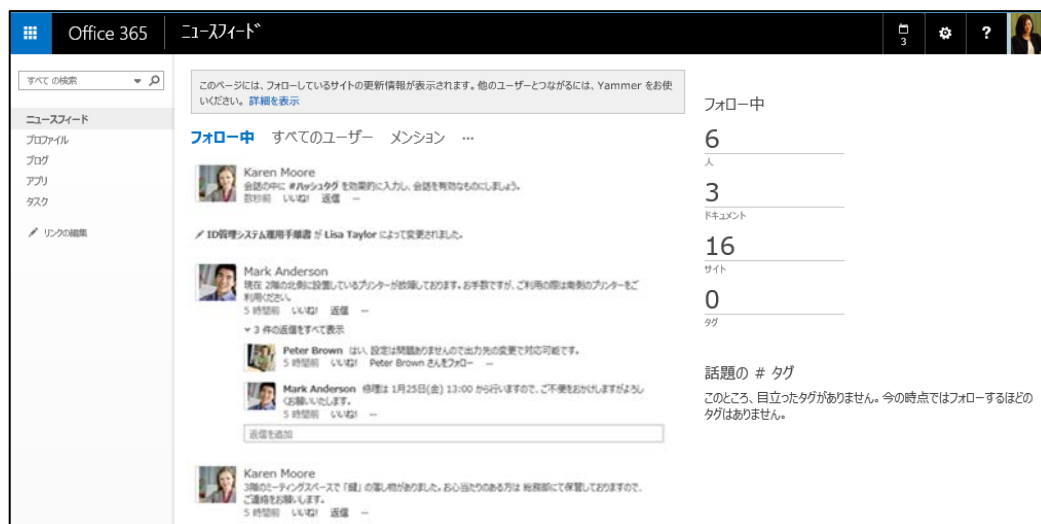 Office 365
ニュースフィード
3
?
すべて の検索
ニュースフィード
プロファイル
ブログ
アプリ
タスク
リンクの編集
このページには、フォローしているサイトの更新情報が表示されます。他のユーザーとつながるには、Yammer をお使
いください。 詳細を表示
フォロー中 すべてのユーザー メンション ···
Karen Moore
会話の中に #ハッシュタグ を効果的に入力し、会話を有効なものにしましょう。
数秒前 いいね! 返信 ···
ID管理システム運用手順書 が Lisa Taylor によって変更されました。
Mark Anderson
現在 2階の北側に設置しているプリンターが故障しております。お手数ですが、ご利用の際は南側のプリンターをご
利用ください。
5 時間前 いいね! 返信 ···
3 件の返信をすべて表示
Peter Brown はい、設定は問題ありませんので出力先の変更で対応可能です。
5 時間前 いいね! Peter Brown さんをフォロー ···
Mark Anderson 修理は 1月25日(金) 13:00 から行いますので、ご不便をおかけしますがよろし
くお願いいたします。
5 時間前 いいね! ···
返信を追加
Karen Moore
3階のミーティングスペースで「鍵」の落し物がありました。お心当たりのある方は 総務部にて保管しておりますので、
ご連絡をお願いします。
5 時間前 いいね! 返信 ···
フォロー中
6
人
3
ドキュメント
16
サイト
0
タグ
話題の # タグ
このところ、目立ったタグがありません。今の時点ではフォローするほどの
タグはありません。